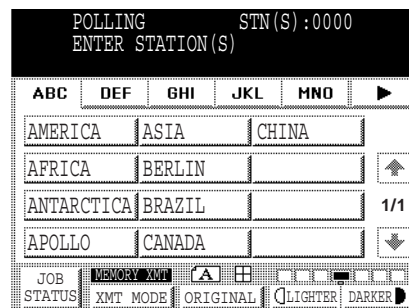 POLLING STN(S):0000
ENTER STATION(S)
ABC DEF GHI JKL MNO
AMERICA ASIA CHINA
AFRICA BERLIN
ANTARCTICA BRAZIL 1/1
APOLLO CANADA
JOB STATUS MEMORY XMT A
XMT MODE ORIGINAL LIGHTER DARKER